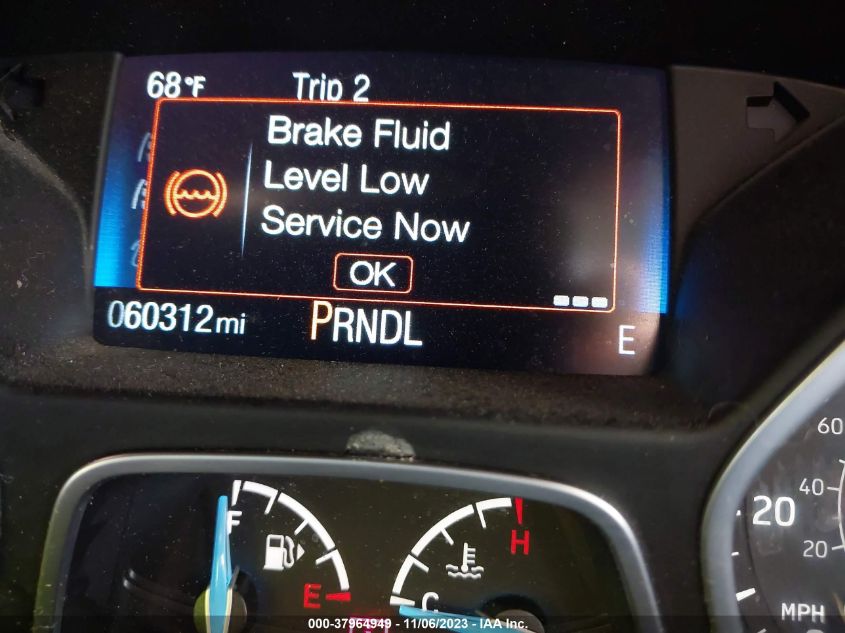 68°F Trip 2
Brake Fluid
Level Low
Service Now
OK
060312mi PRNDL E
60
40
20
20
F
H
E
C
MPH
000-37964949 - 11/06/2023 - IAA Inc.